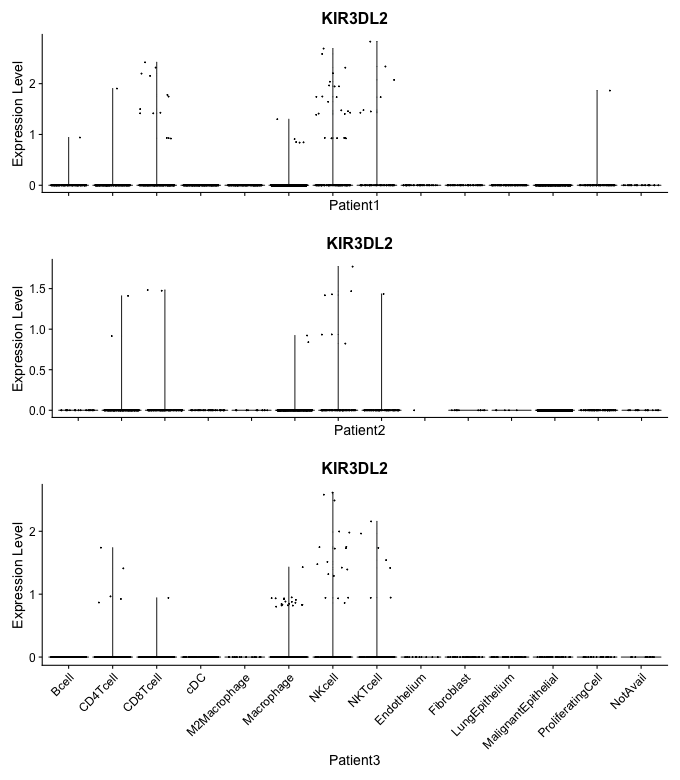 KIR3DL2
Expression Level
2
1
0
Patient1
KIR3DL2
Expression Level
1.5
1.0
0.5
0.0
Patient2
KIR3DL2
Expression Level
2
1
0
Bcell
CD4Tcell
CD8Tcell
cDC
M2Macrophage
Macrophage
NKcell
NKTcell
Endothelium
Fibroblast
LungEpithelium
MalignantEpithelial
ProliferatingCell
NotAvail
Patient3